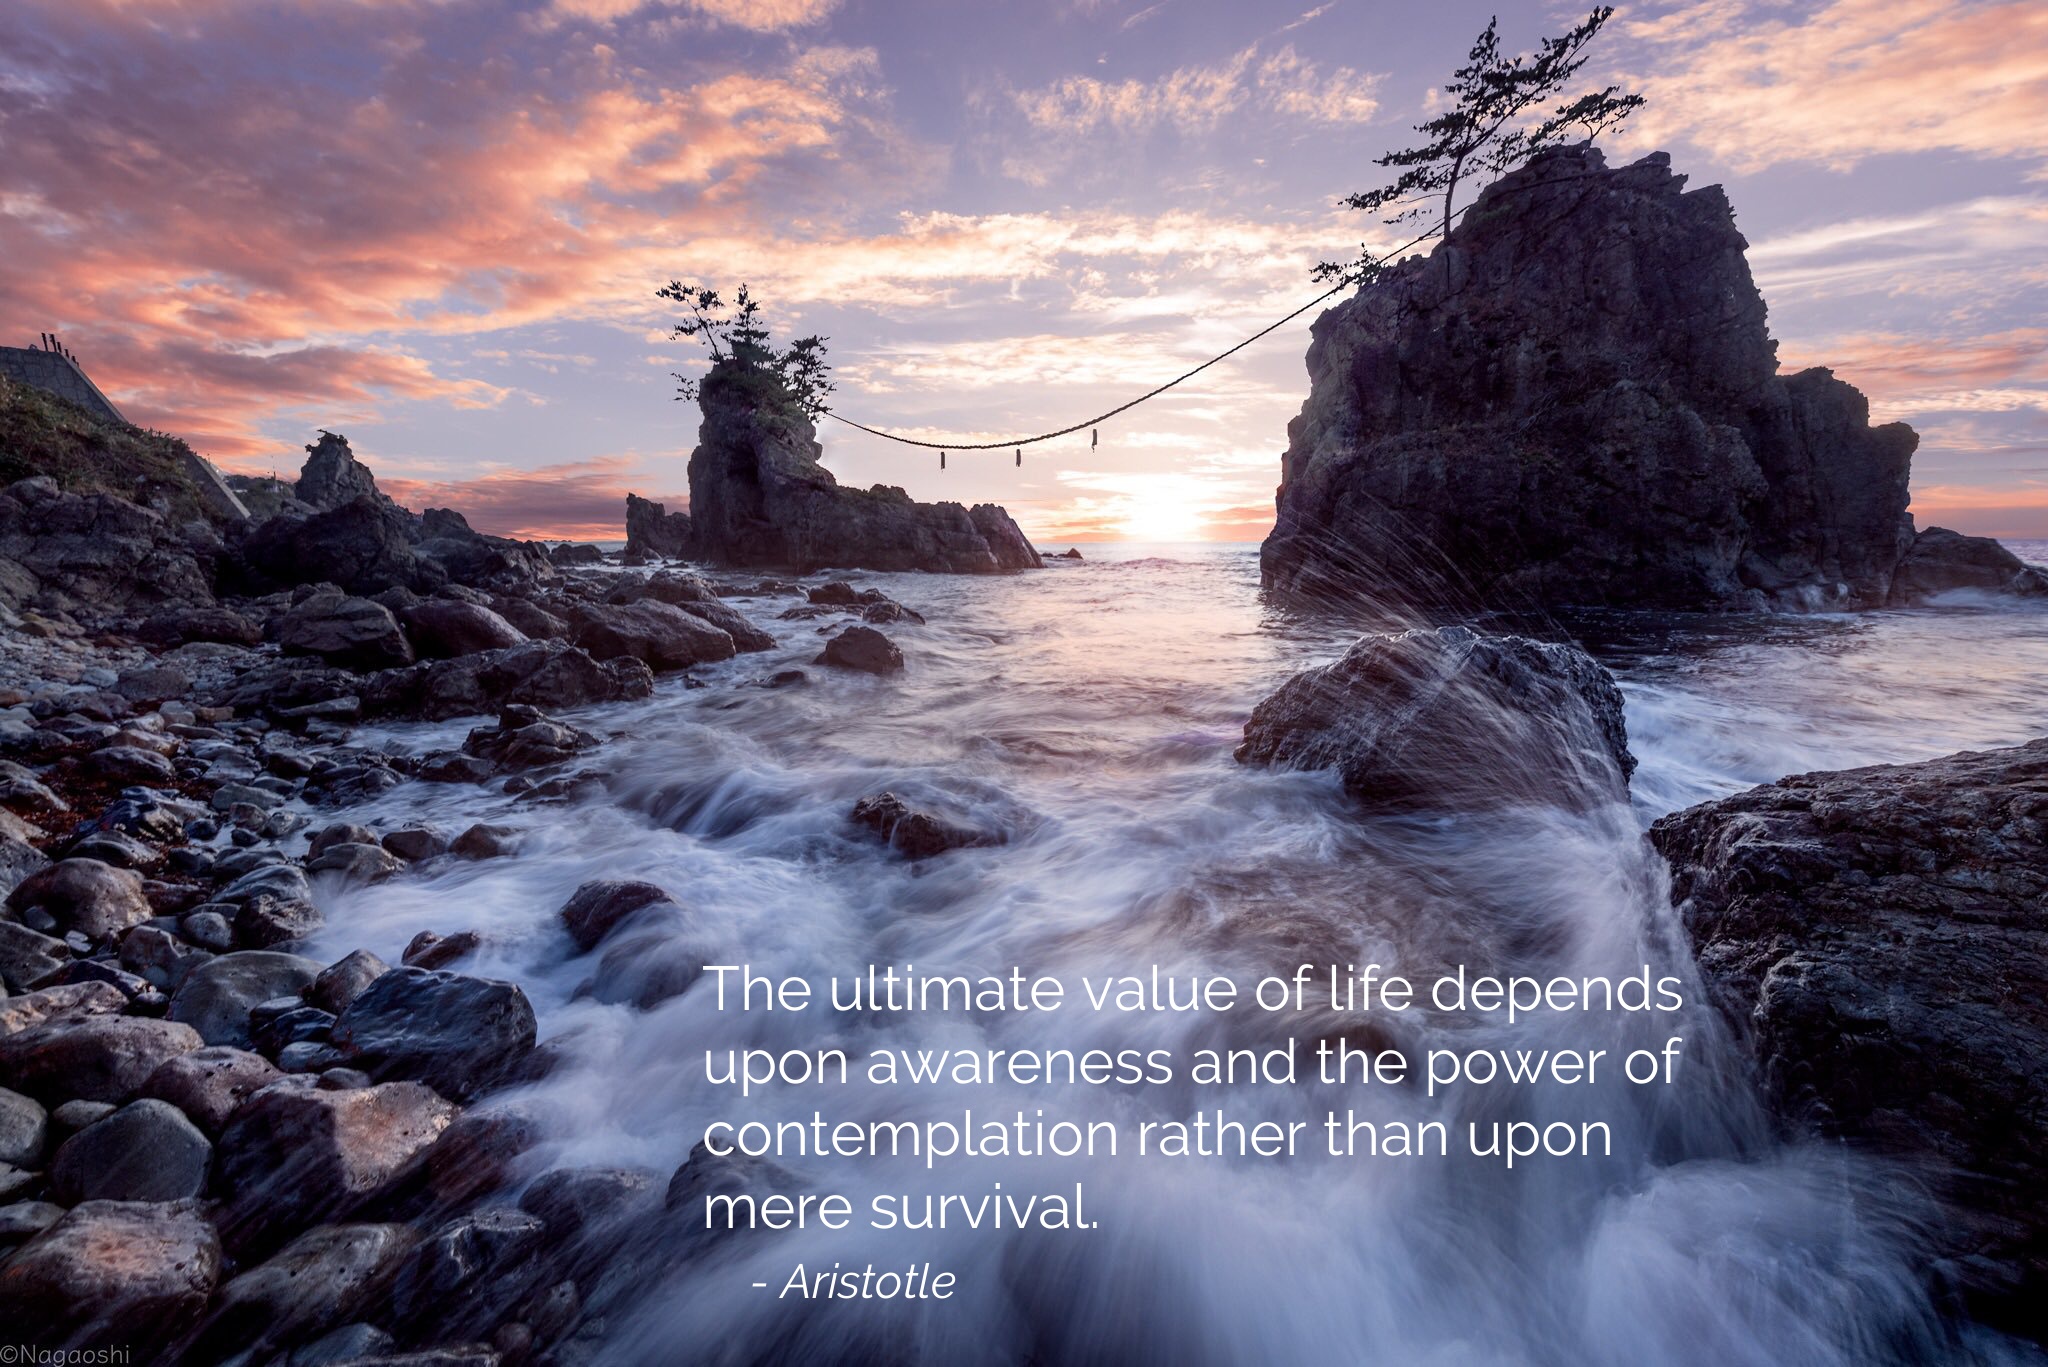 The ultimate value of life depends
upon awareness and the power of
contemplation rather than upon
mere survival.
- Aristotle
©Nagaoshi